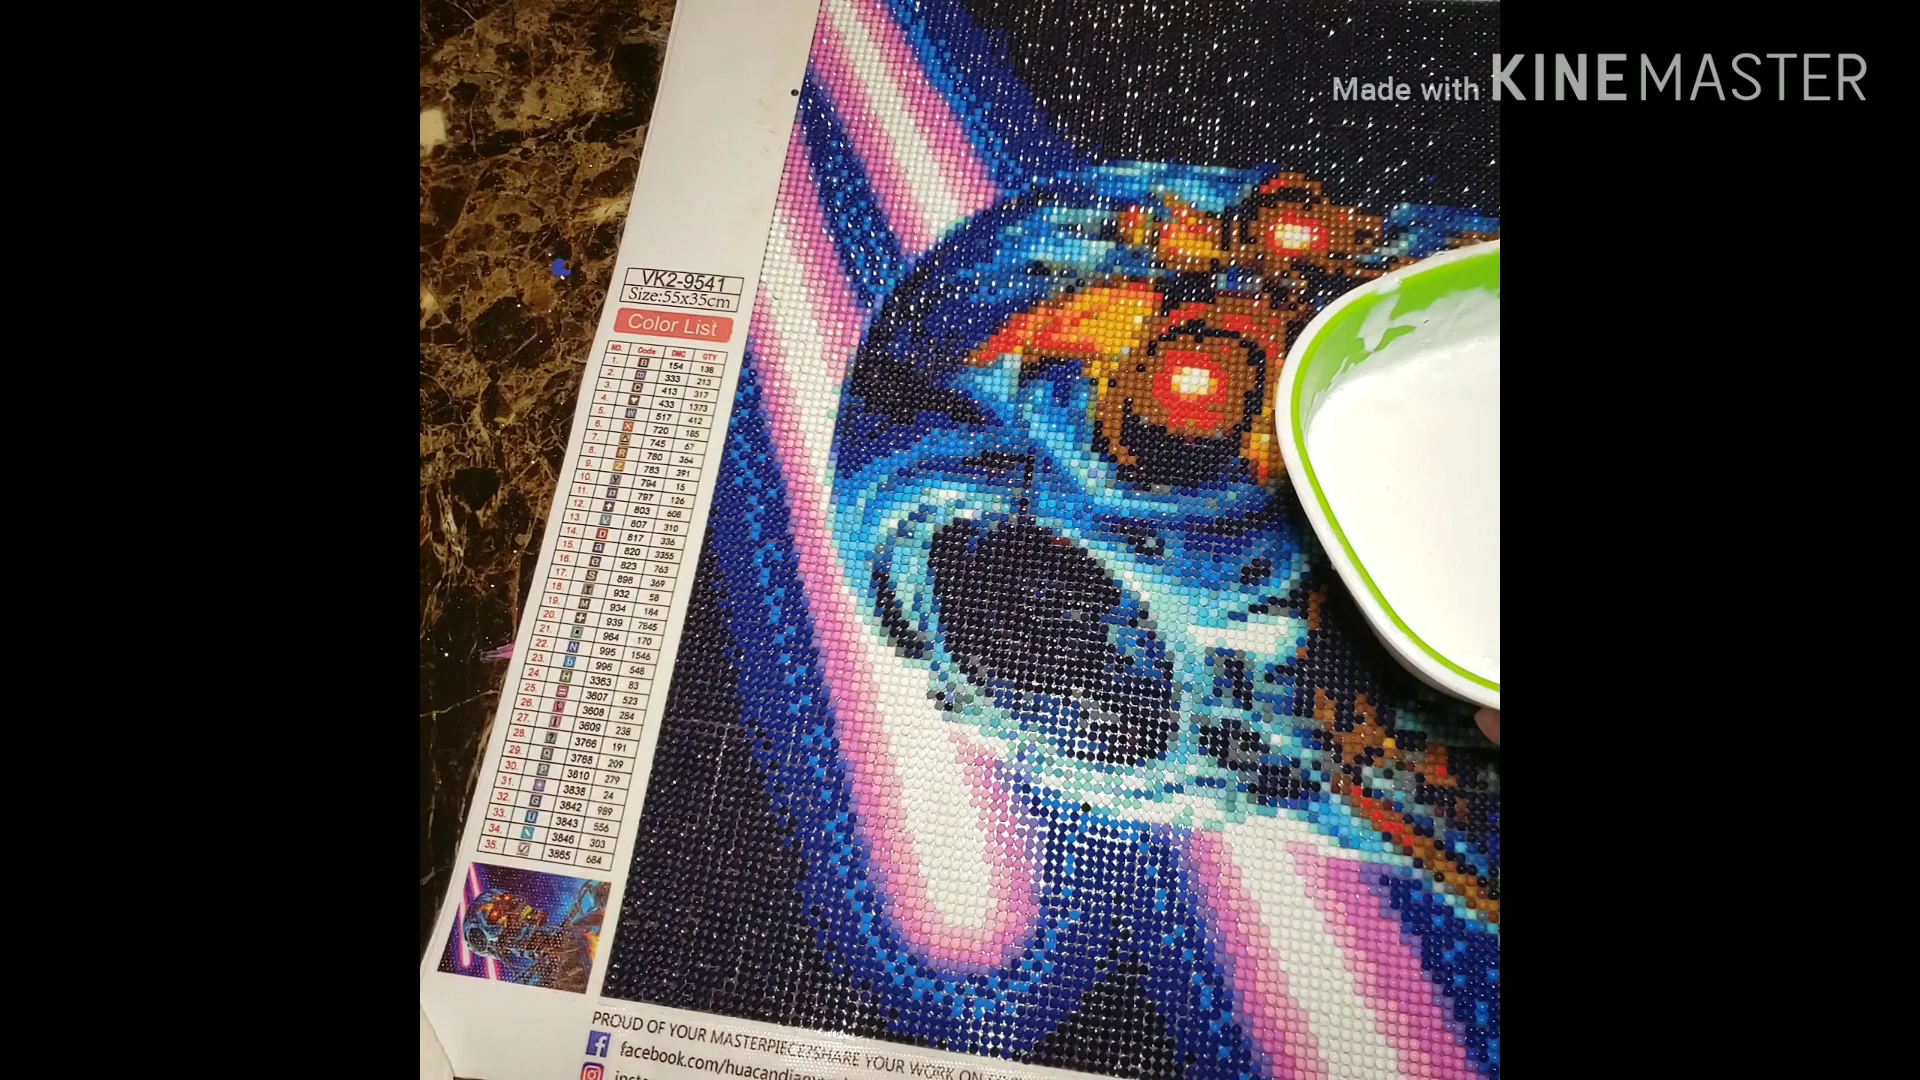 Made with KINEMASTER
VK2-9541
Size:55x35cm
Color List
NO. Code DMC QTY
1. B 154 138
2. m 333 213
3. C 413 317
4. ♥ 433 1373
5. W 517 412
6. X 720 185
7. 745 67
8. R 780 364
9. Z 783 391
10. Y 794 15
11. 797 126
12. 803 608
13. V 807 310
14. D 817 336
15. a 820 3355
16. 823 763
17. S 898 369
18. 932 58
19. M 934 184
20. + 939 7845
21. 964 170
22. N 995 1546
23. b 996 548
24. H 3363 83
25. = 3607 523
26. 3608 284
27. 3609 238
28. 3766 191
29. 3768 209
30. P 3810 279
31. 3838 24
32. G 3842 989
33. U 3843 556
34. 3846 303
35. 3865 684
PROUD OF YOUR MASTERPIECE?SHARE YOUR WORK ON
facebook.com/huacandian